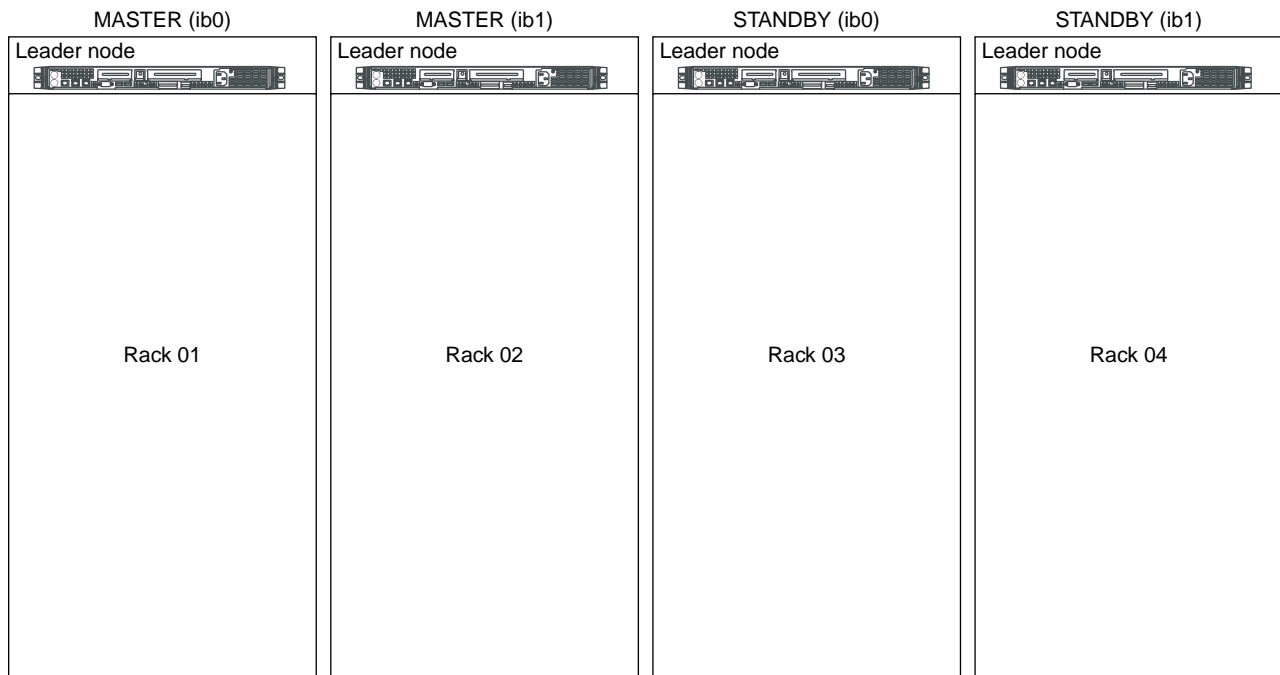 MASTER (ib0)
MASTER (ib1)
STANDBY (ib0)
STANDBY (ib1)
Leader node
Leader node
Leader node
Leader node
Rack 01
Rack 02
Rack 03
Rack 04